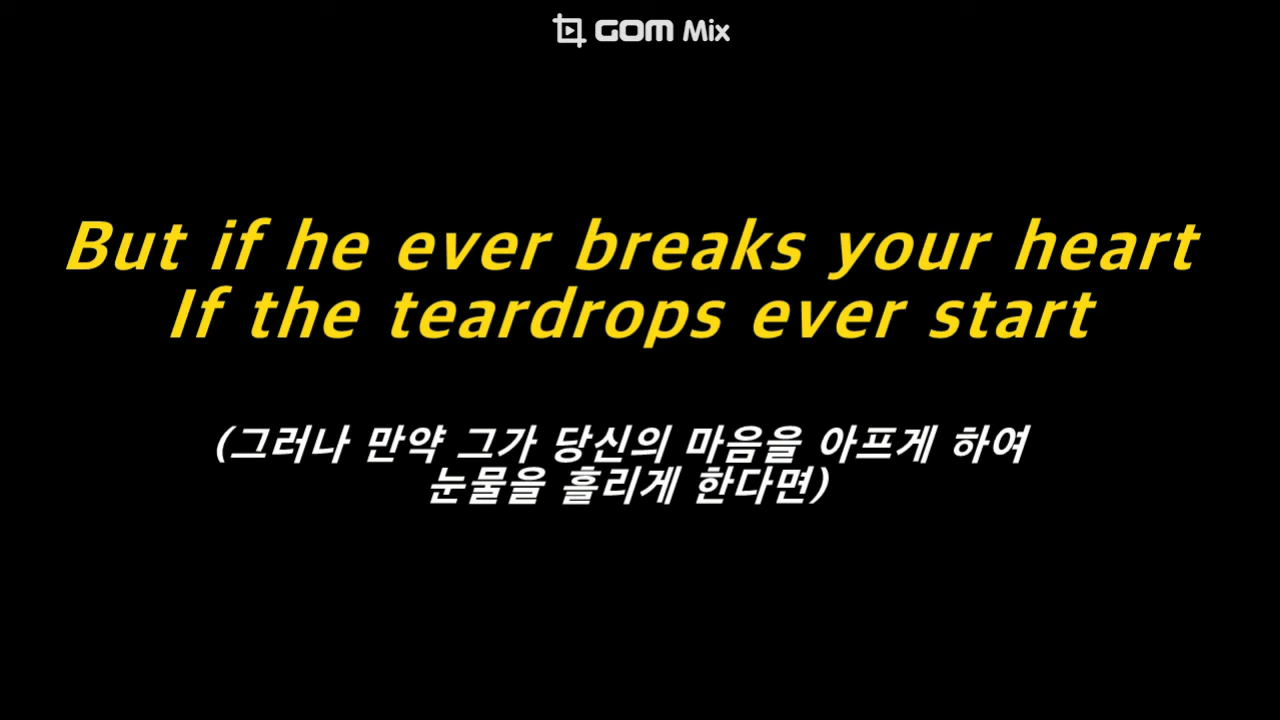 GOM Mix
But if he ever breaks your heart
If the teardrops ever start
(그러나 만약 그가 당신의 마음을 아프게 하여
눈물을 흘리게 한다면)